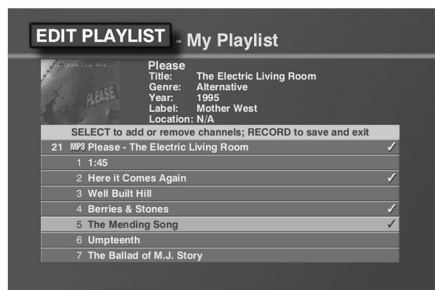 EDIT PLAYLIST - My Playlist
Please
Title: The Electric Living Room
Genre: Alternative
Year: 1995
Label: Mother West
Location: N/A
PLEASE
SELECT to add or remove channels; RECORD to save and exit
21 MP3 Please - The Electric Living Room ✓
1 1:45
2 Here it Comes Again ✓
3 Well Built Hill
4 Berries & Stones ✓
5 The Mending Song ✓
6 Umpteenth
7 The Ballad of M.J. Story